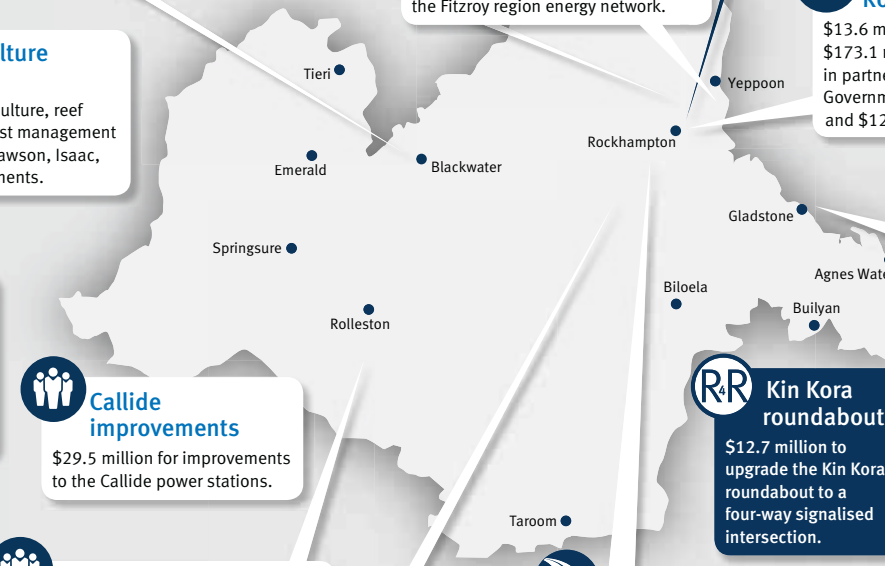 the Fitzroy region energy network.
$13.6 m
$173.1
in partne
Governm
and $12
Tieri
Yeppoon
Rockhampton
Emerald
Blackwater
lture
ulture, reef
st management
awson, Isaac,
nents.
Gladstone
Springsure
Agnes Wate
Biloela
Builyan
Rolleston
Callide
improvements
$29.5 million for improvements
to the Callide power stations.
R4R
Kin Kora
roundabout
$12.7 million to
upgrade the Kin Kora
roundabout to a
four-way signalised
intersection.
Taroom